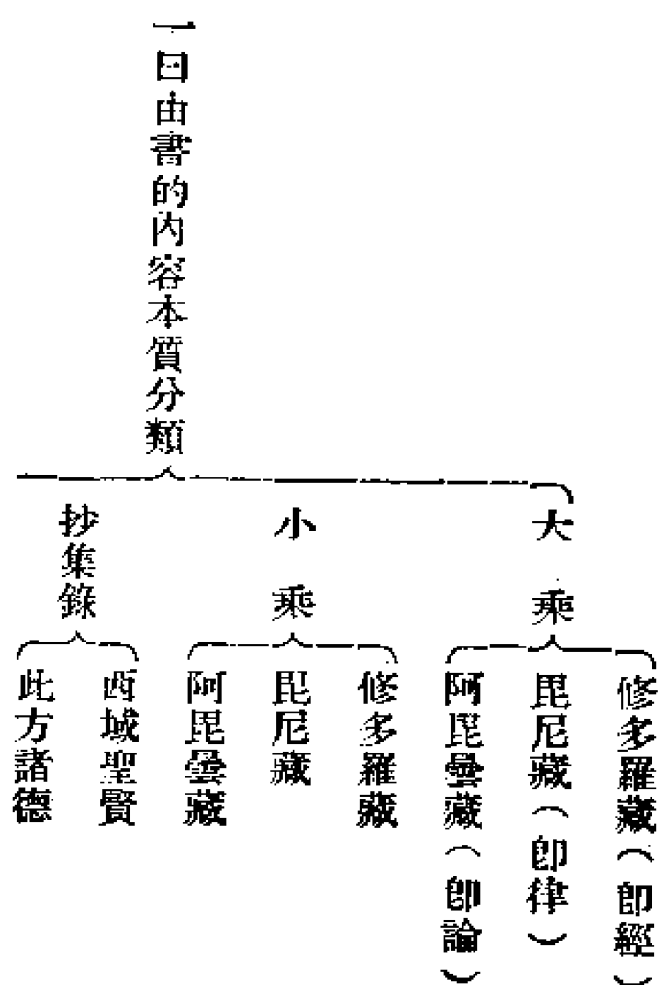 一曰由書的內容本質分類
大乘
修多羅藏（卽經）
毘尼藏（卽律）
阿毘曇藏（卽論）
小乘
修多羅藏
毘尼藏
阿毘曇藏
抄集錄
西域聖賢
此方諸德